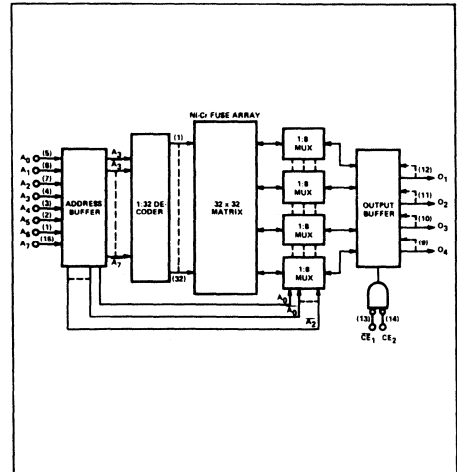 Ni-Cr FUSE ARRAY
A0 (5)
A1 (6)
A2 (7)
A3 (4)
A4 (3)
A5 (2)
A6 (1)
A7 (15)
ADDRESS
BUFFER
A3
A3
A7
1:32 DE-
CODER
(1)
(32)
32 x 32
MATRIX
1:8
MUX
1:8
MUX
1:8
MUX
1:8
MUX
A0
A0
A2
OUTPUT
BUFFER
(12)
O1
(11)
O2
(10)
O3
(9)
O4
(13) (14)
CE1 CE2